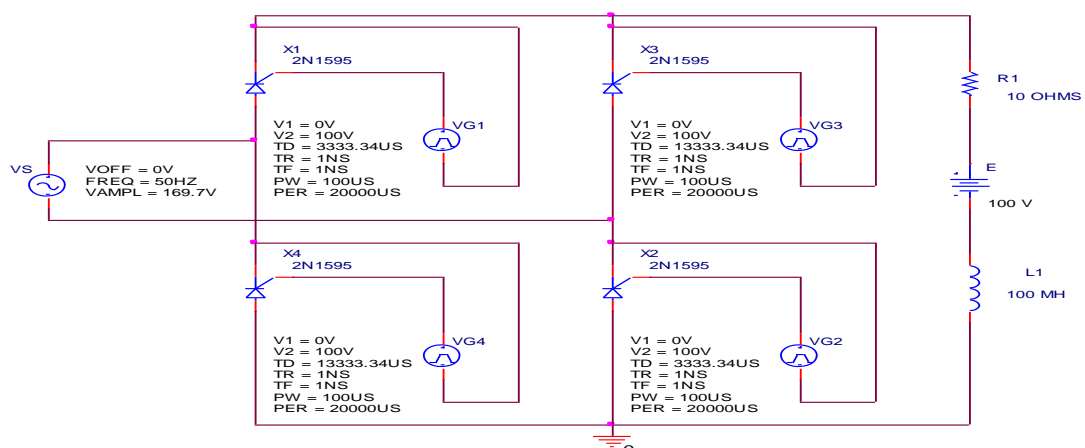 X1
2N1595
VG1
V1 = 0V
V2 = 100V
TD = 3333.34US
TR = 1NS
TF = 1NS
PW = 100US
PER = 20000US
X3
2N1595
VG3
V1 = 0V
V2 = 100V
TD = 13333.34US
TR = 1NS
TF = 1NS
PW = 100US
PER = 20000US
R1
10 OHMS
VS
VOFF = 0V
FREQ = 50HZ
VAMPL = 169.7V
E
100 V
X4
2N1595
VG4
V1 = 0V
V2 = 100V
TD = 13333.34US
TR = 1NS
TF = 1NS
PW = 100US
PER = 20000US
X2
2N1595
VG2
V1 = 0V
V2 = 100V
TD = 3333.34US
TR = 1NS
TF = 1NS
PW = 100US
PER = 20000US
L1
100 MH